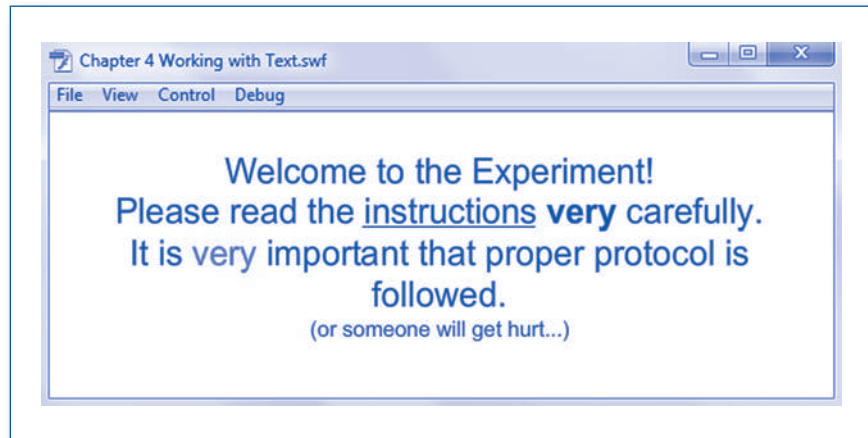 Chapter 4 Working with Text.swf
File View Control Debug
Welcome to the Experiment!
Please read the instructions very carefully.
It is very important that proper protocol is
followed.
(or someone will get hurt...)